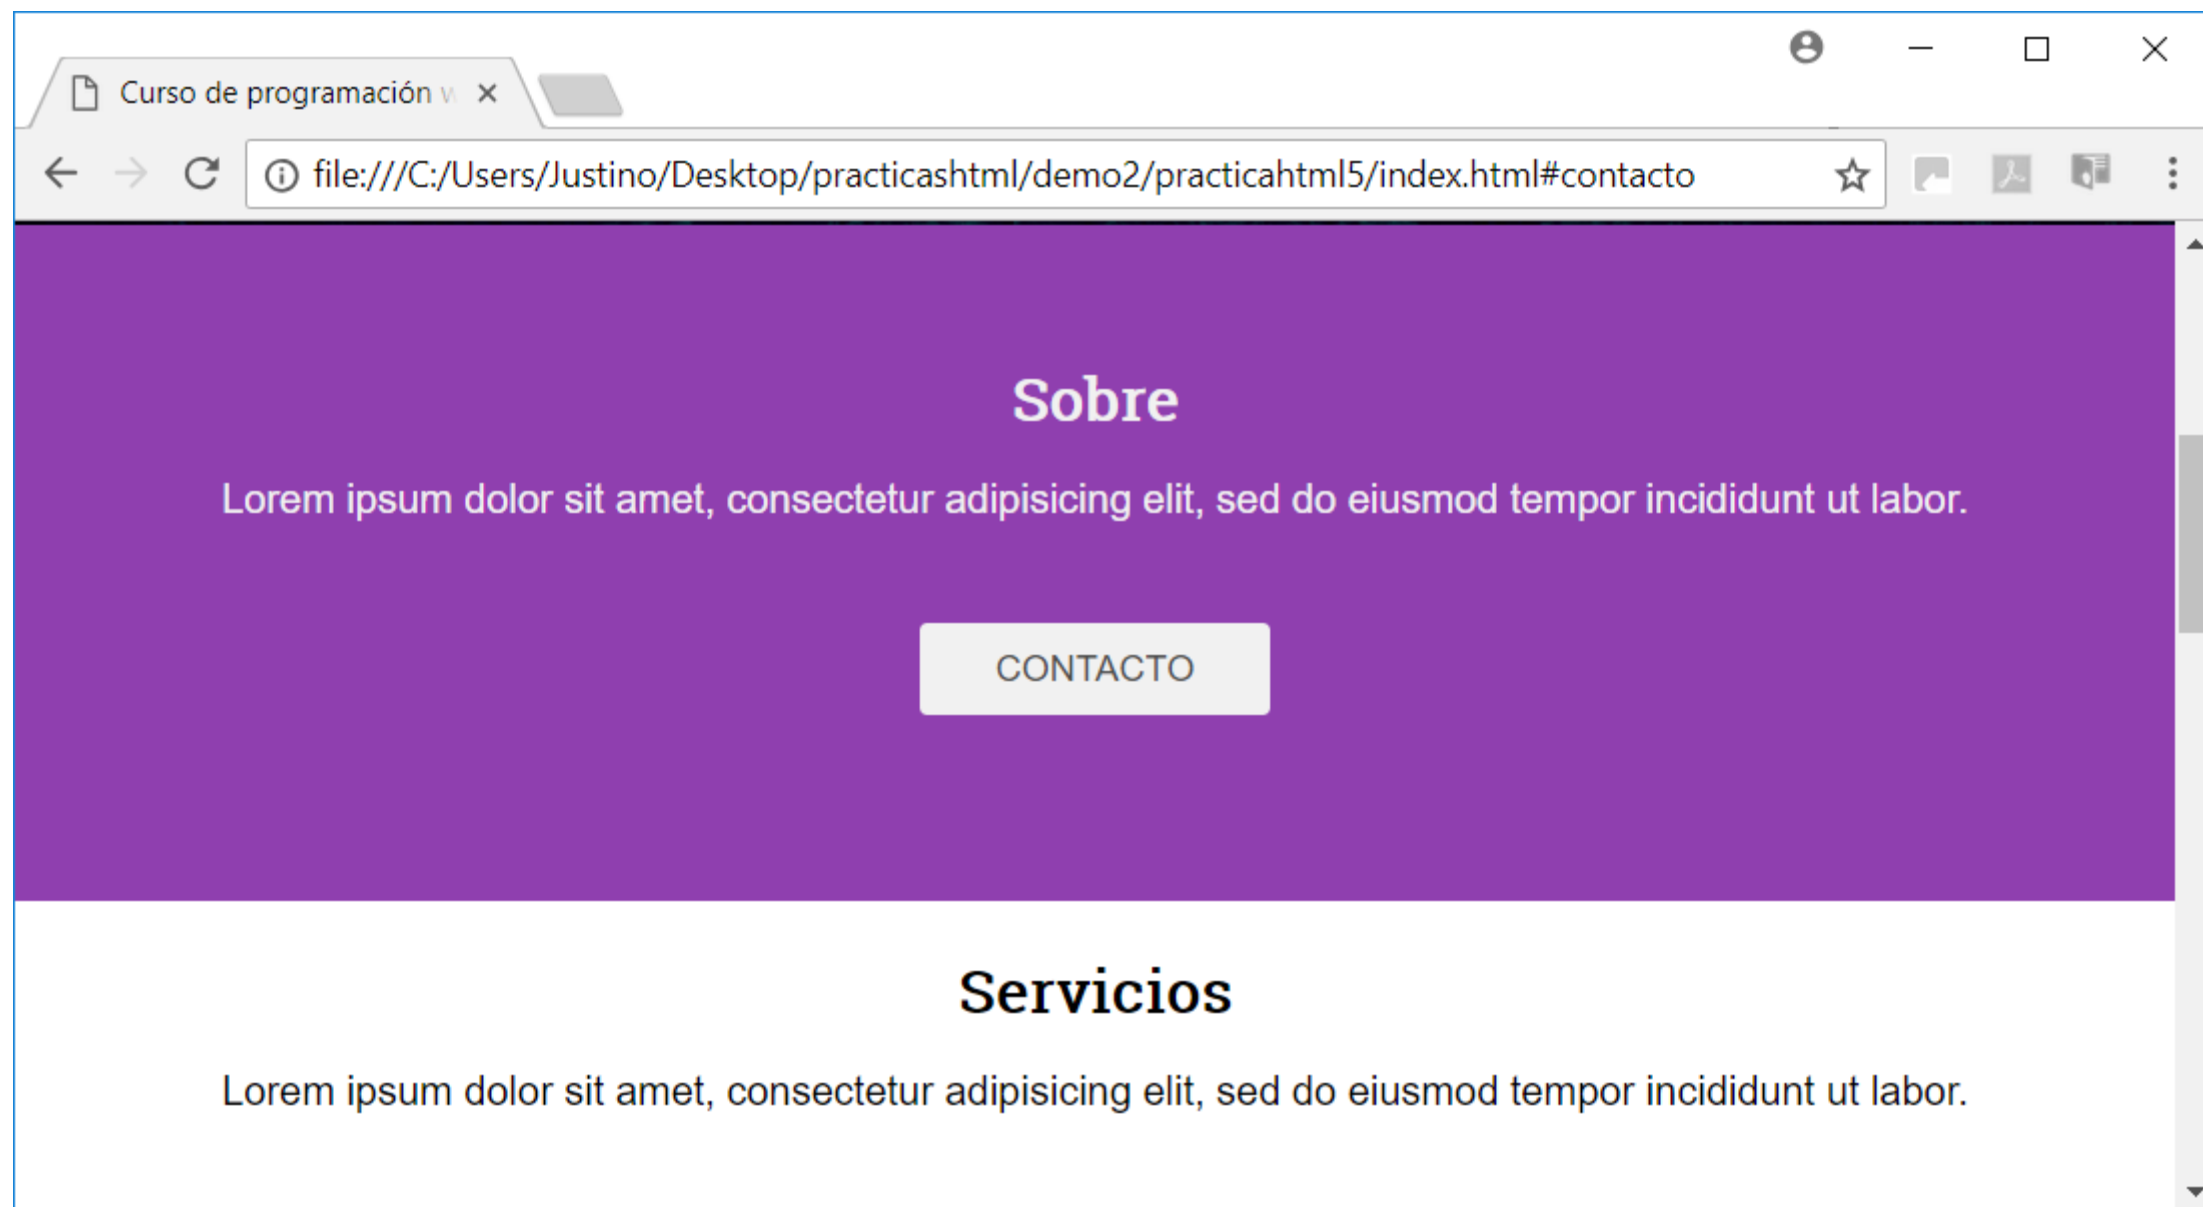 Curso de programación w
file:///C:/Users/Justino/Desktop/practicashtml/demo2/practicahtml5/index.html#contacto
Sobre
Lorem ipsum dolor sit amet, consectetur adipisicing elit, sed do eiusmod tempor incididunt ut labor.
CONTACTO
Servicios
Lorem ipsum dolor sit amet, consectetur adipisicing elit, sed do eiusmod tempor incididunt ut labor.